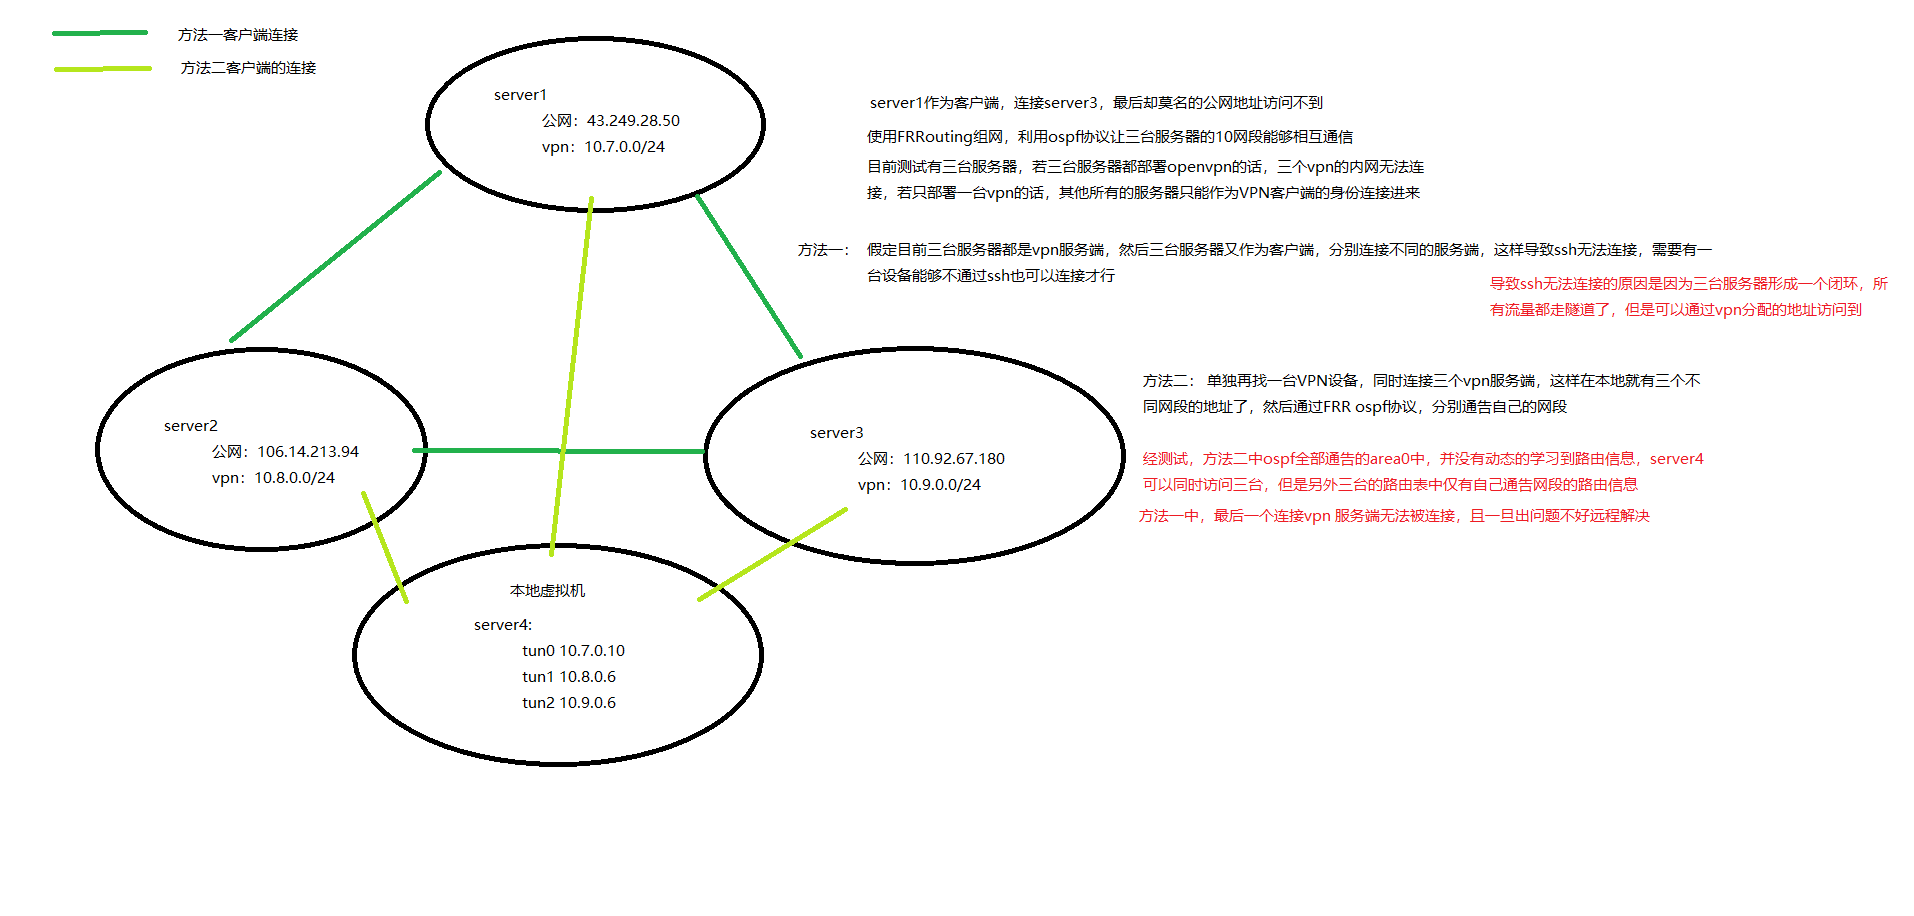 方法一客户端连接
方法二客户端的连接
server1
公网：43.249.28.50
vpn：10.7.0.0/24
server1作为客户端，连接server3，最后却莫名的公网地址访问不到
使用FRRouting组网，利用ospf协议让三台服务器的10网段能够相互通信
目前测试有三台服务器，若三台服务器都部署openvpn的话，三个vpn的内网无法连
接，若只部署一台vpn的话，其他所有的服务器只能作为VPN客户端的身份连接进来
方法一： 假定目前三台服务器都是vpn服务端，然后三台服务器又作为客户端，分别连接不同的服务端，这样导致ssh无法连接，需要有一
台设备能够不通过ssh也可以连接才行
导致ssh无法连接的原因是因为三台服务器形成一个闭环，所
有流量都走隧道了，但是可以通过vpn分配的地址访问到
方法二： 单独再找一台VPN设备，同时连接三个vpn服务端，这样在本地就有三个不
同网段的地址了，然后通过FRR ospf协议，分别通告自己的网段
server2
公网：106.14.213.94
vpn：10.8.0.0/24
server3
公网：110.92.67.180
vpn：10.9.0.0/24
经测试，方法二中ospf全部通告的area0中，并没有动态的学习到路由信息，server4
可以同时访问三台，但是另外三台的路由表中仅有自己通告网段的路由信息
方法一中，最后一个连接vpn 服务端无法被连接，且一旦出问题不好远程解决
本地虚拟机
server4:
tun0 10.7.0.10
tun1 10.8.0.6
tun2 10.9.0.6